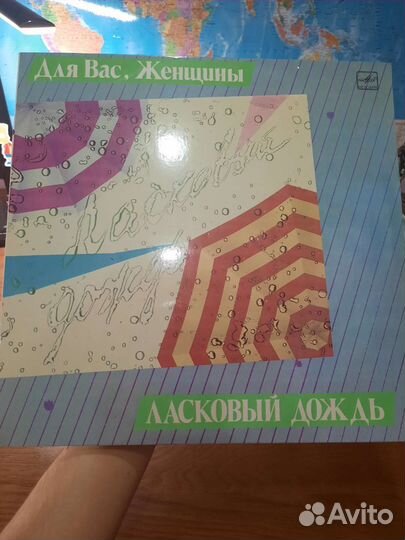 Для Вас, Женщины
Ласковый
дождь
ЛАСКОВЫЙ ДОЖДЬ
Avito